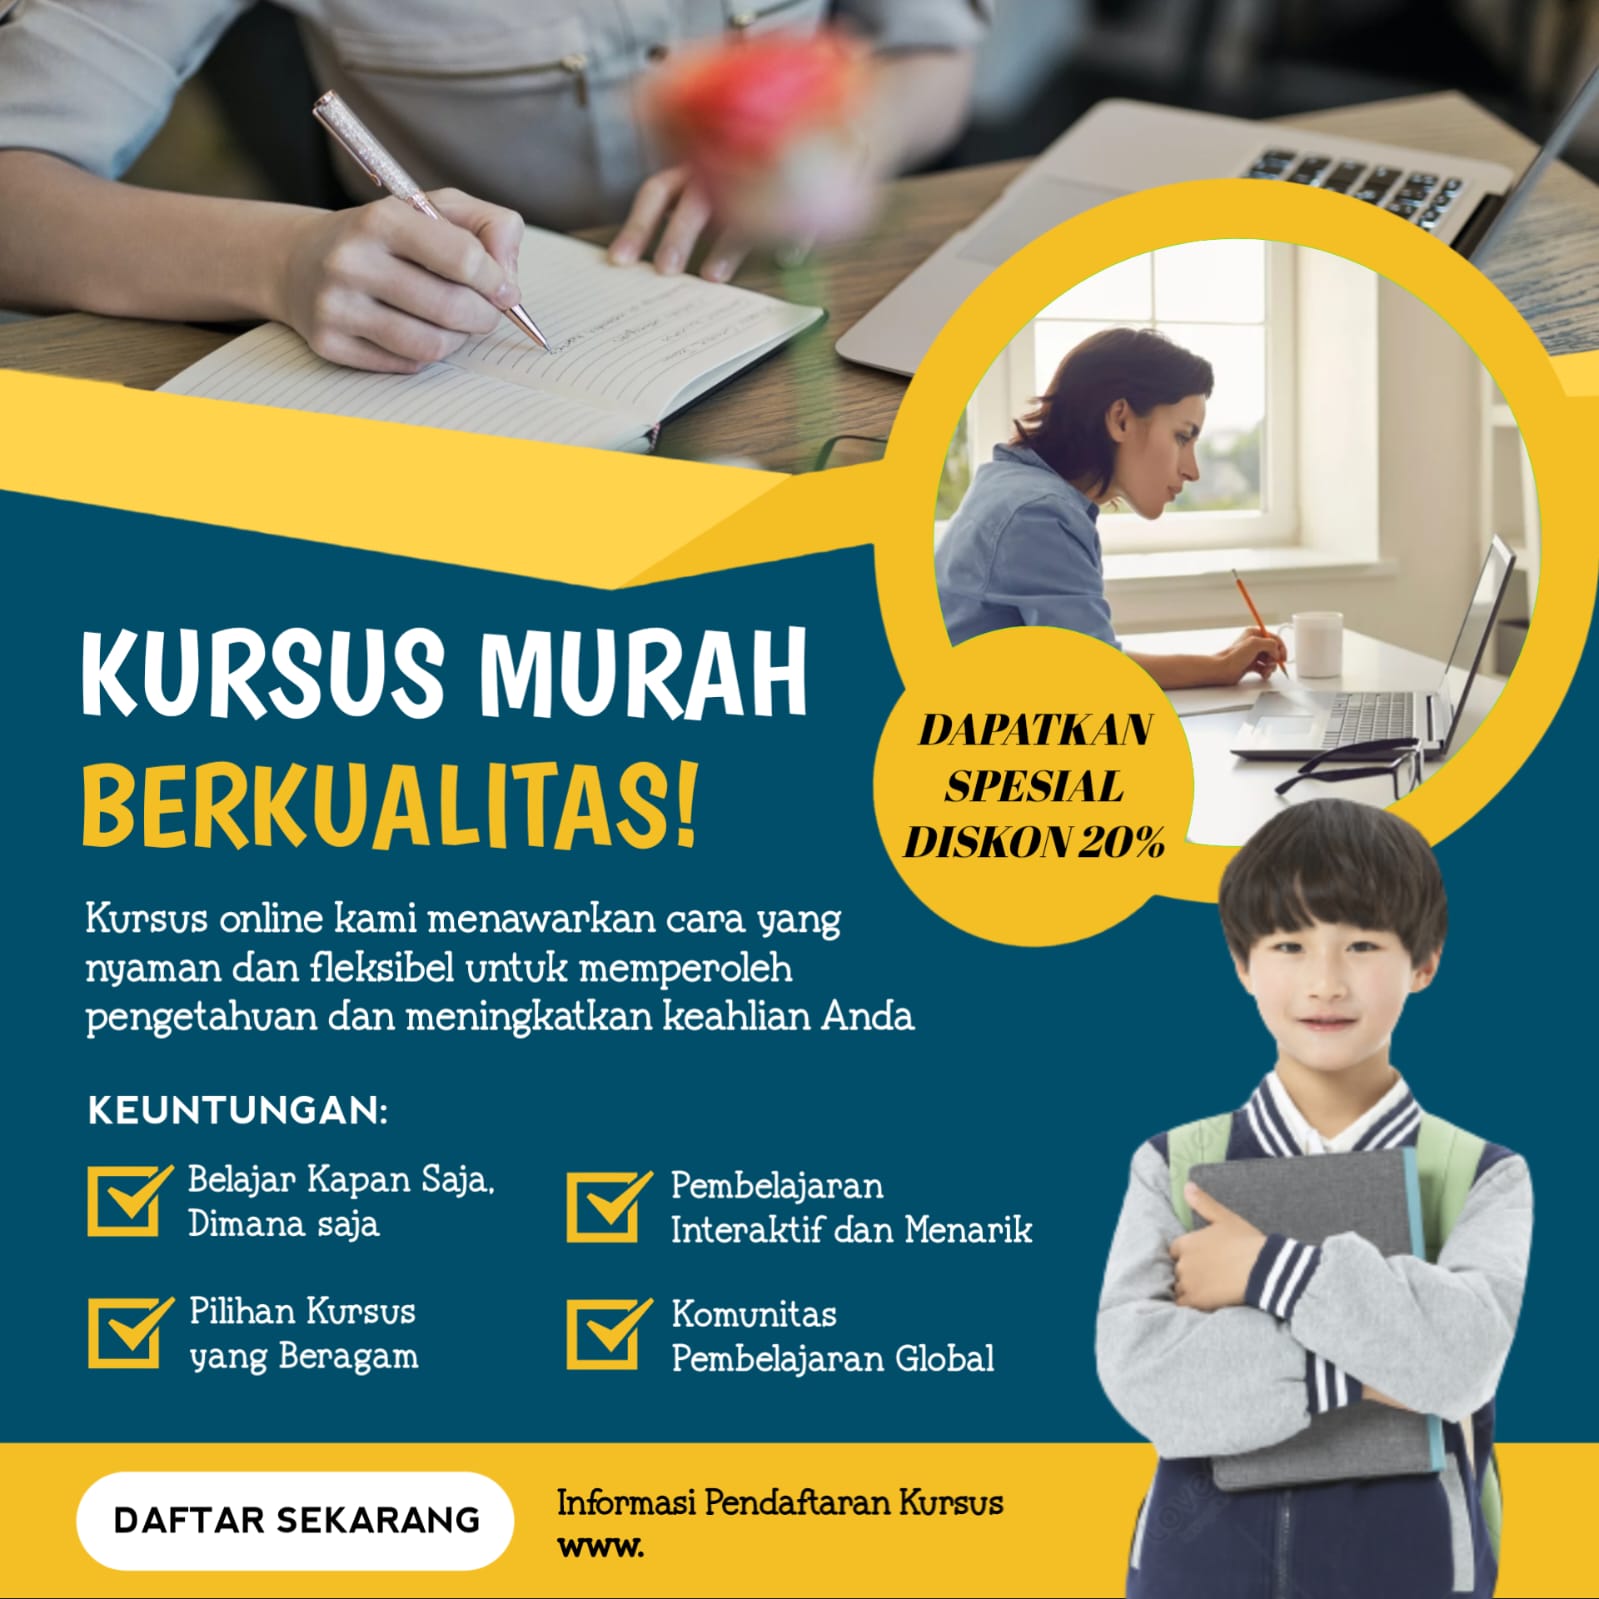 KURSUS MURAH
BERKUALITAS!
DAPATKAN
SPESIAL
DISKON 20%
Kursus online kami menawarkan cara yang
nyaman dan fleksibel untuk memperoleh
pengetahuan dan meningkatkan keahlian Anda
KEUNTUNGAN:
Belajar Kapan Saja,
Dimana saja
Pembelajaran
Interaktif dan Menarik
Pilihan Kursus
yang Beragam
Komunitas
Pembelajaran Global
DAFTAR SEKARANG
Informasi Pendaftaran Kursus
www.